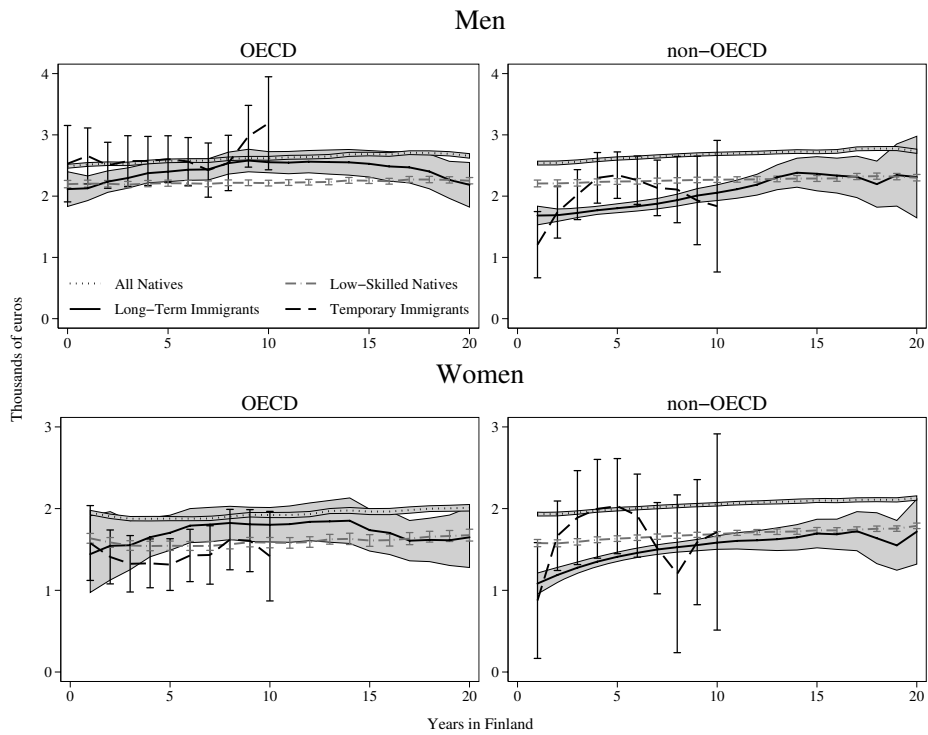 Men
OECD
non−OECD
4
3
2
1
0
0 5 10 15 20
All Natives
Low−Skilled Natives
Long−Term Immigrants
Temporary Immigrants
4
3
2
1
0
0 5 10 15 20
Thousands of euros
Women
OECD
non−OECD
3
2
1
0
0 5 10 15 20
3
2
1
0
0 5 10 15 20
Years in Finland